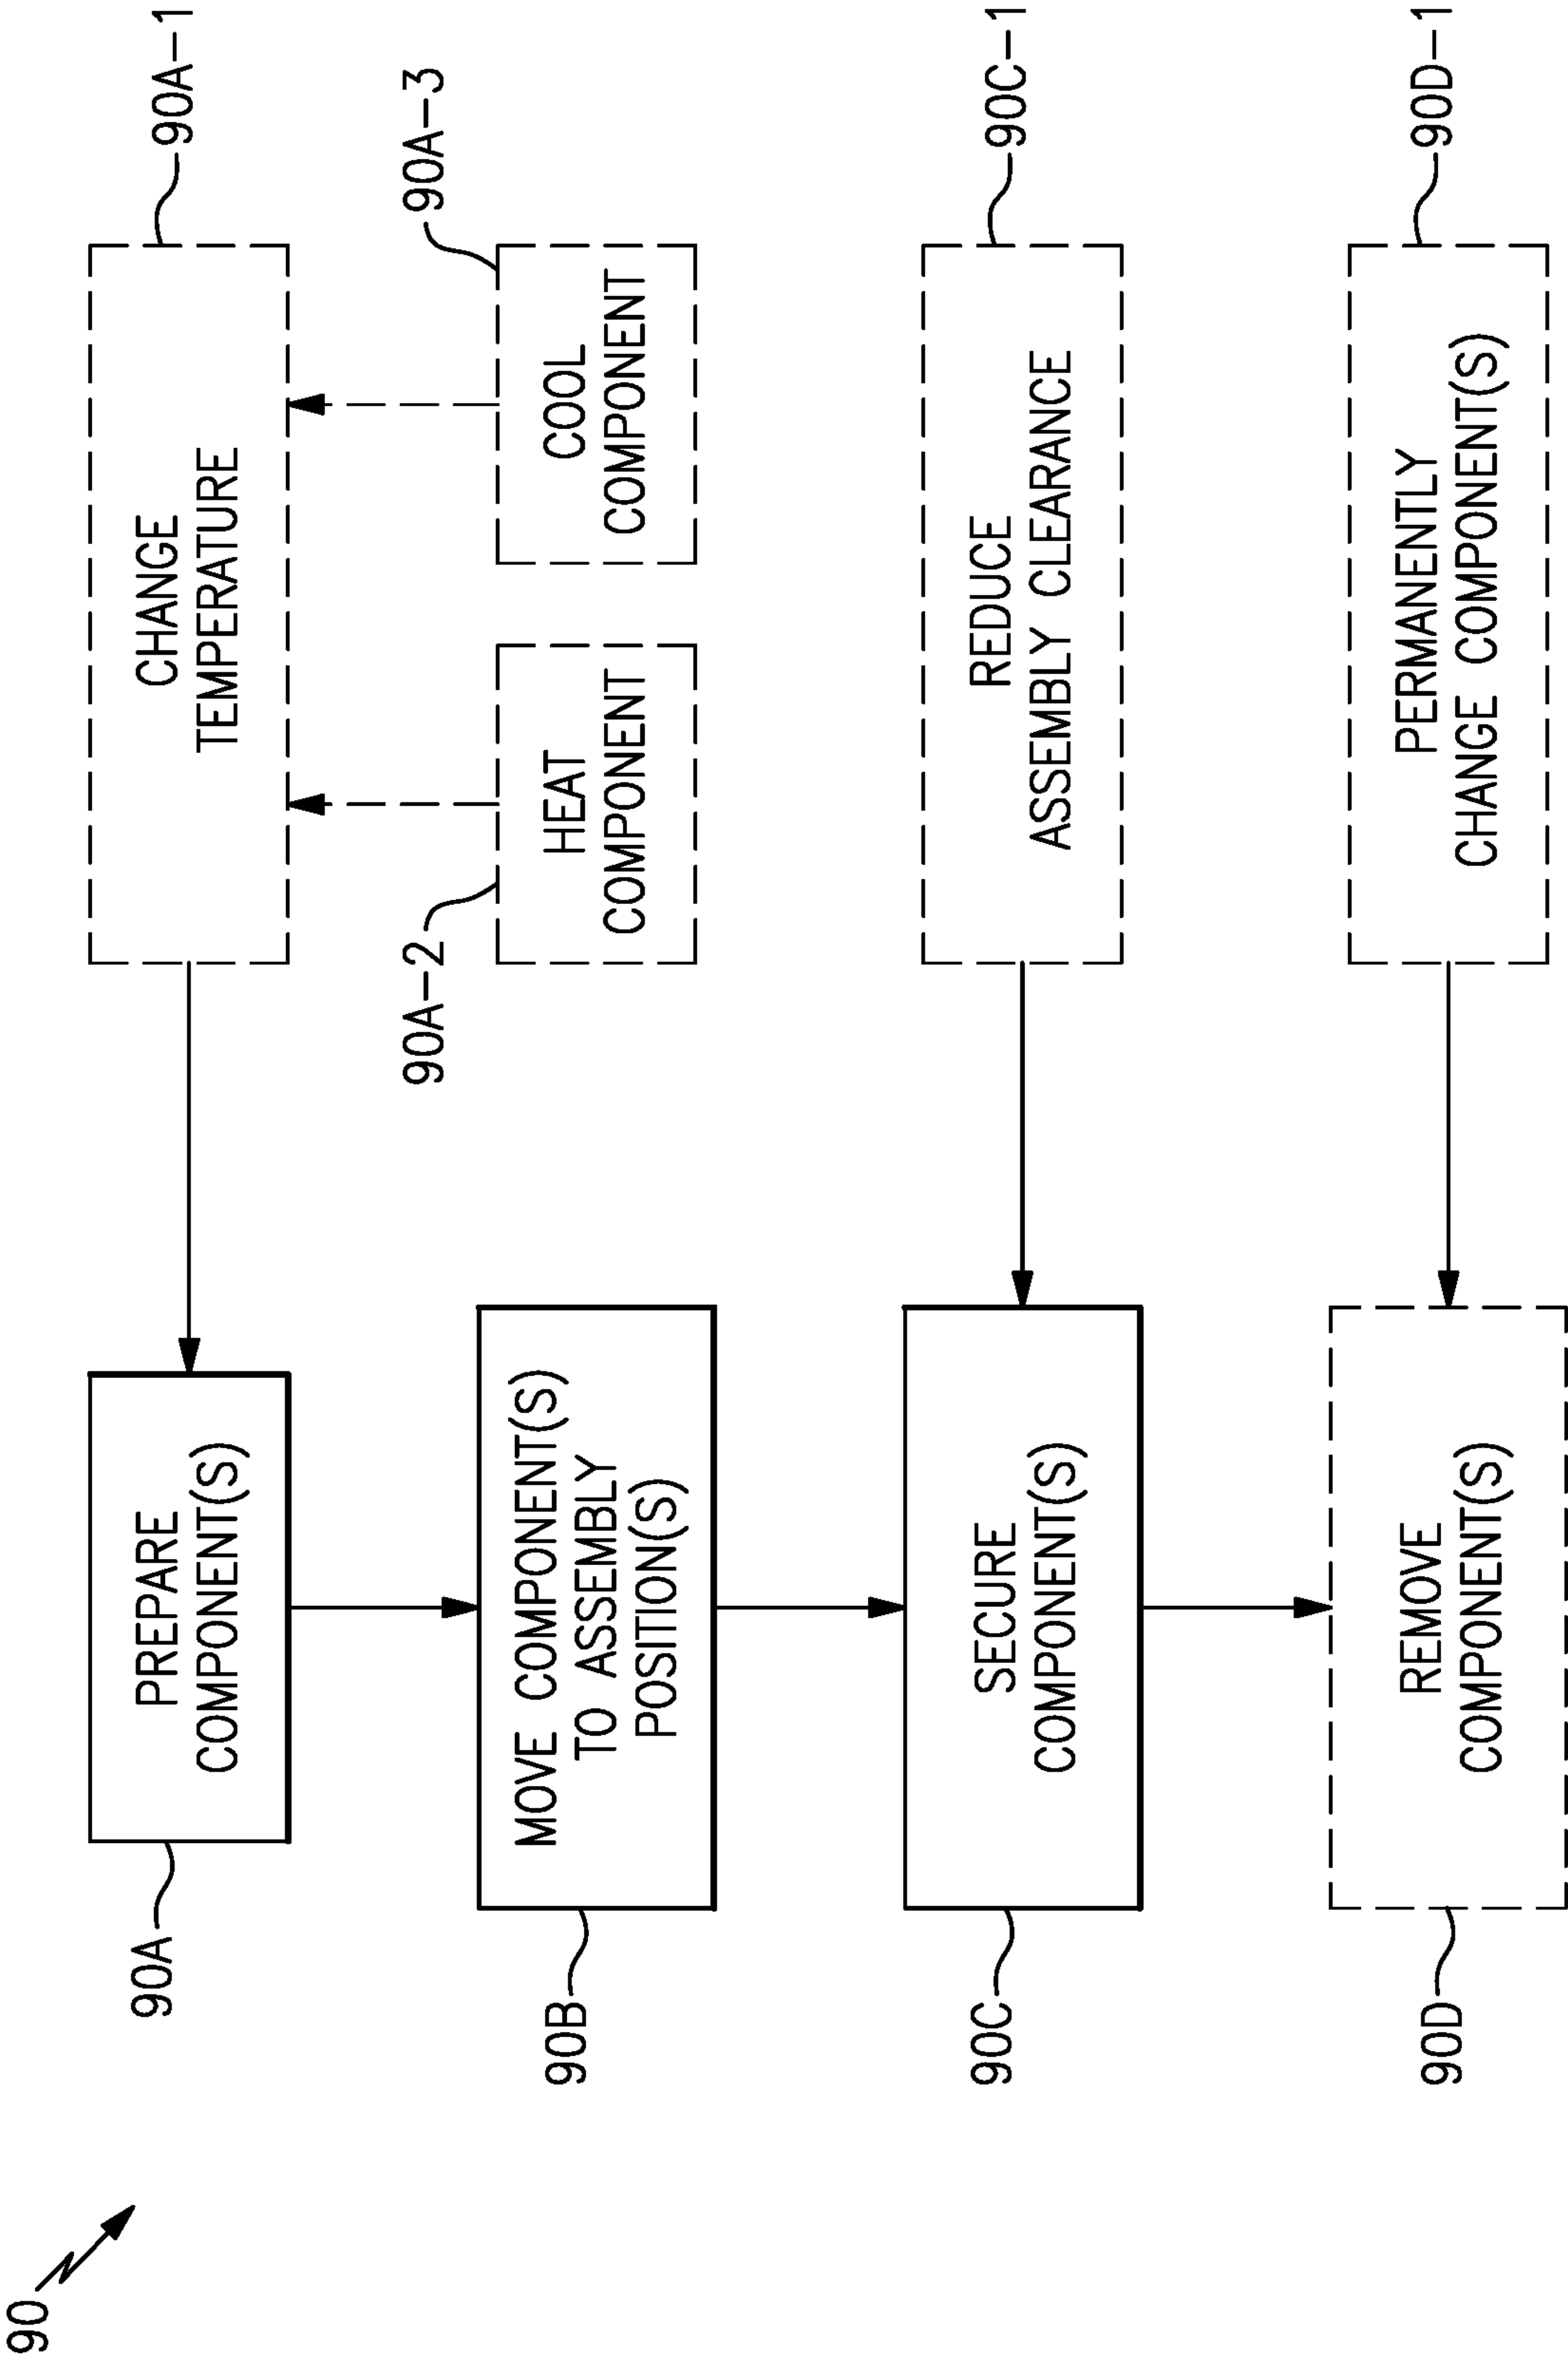 90
90A
PREPARE
COMPONENT(S)
CHANGE
TEMPERATURE
90A-1
90A-2
HEAT
COMPONENT
COOL
COMPONENT
90A-3
90B
MOVE COMPONENT(S)
TO ASSEMBLY
POSITION(S)
90C
SECURE
COMPONENT(S)
REDUCE
ASSEMBLY CLEARANCE
90C-1
90D
REMOVE
COMPONENT(S)
PERMANENTLY
CHANGE COMPONENT(S)
90D-1